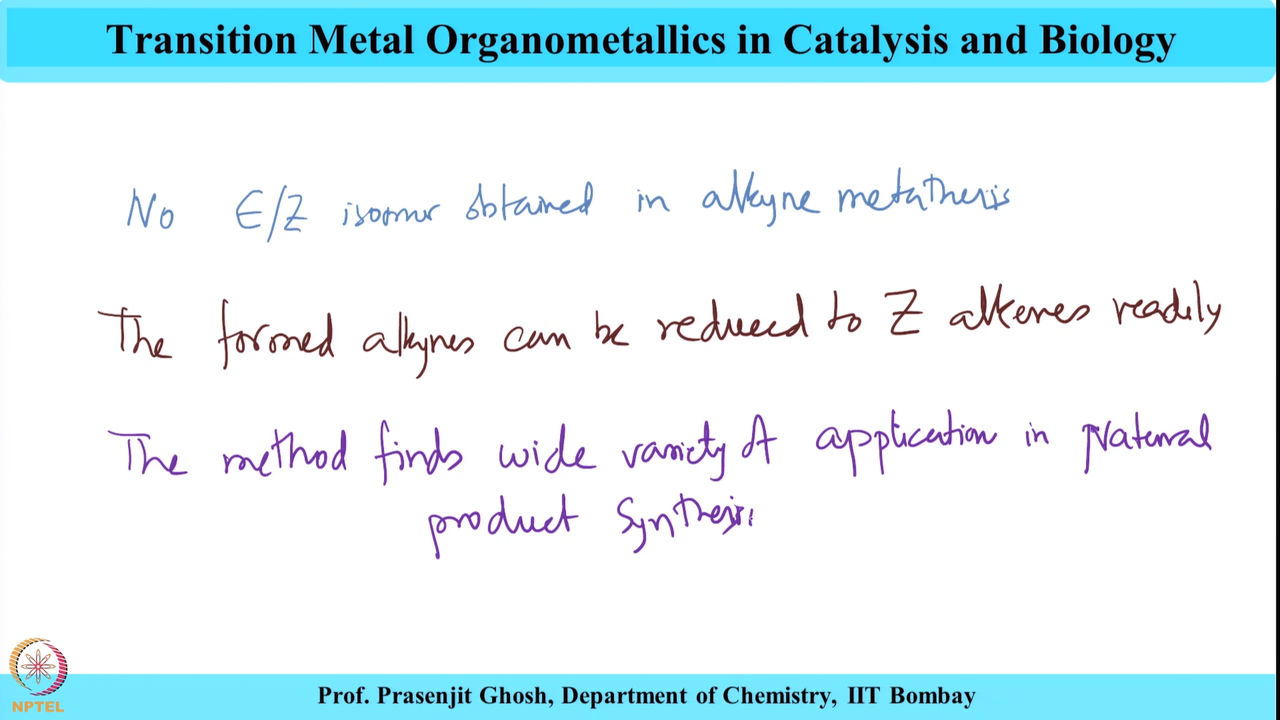 Transition Metal Organometallics in Catalysis and Biology
No E/Z isomer obtained in alkyne metathesis
The formed alkynes can be reduced to Z alkenes readily
The method finds wide variety of application in Natural
product synthesis
Prof. Prasenjit Ghosh, Department of Chemistry, IIT Bombay
NPTEL